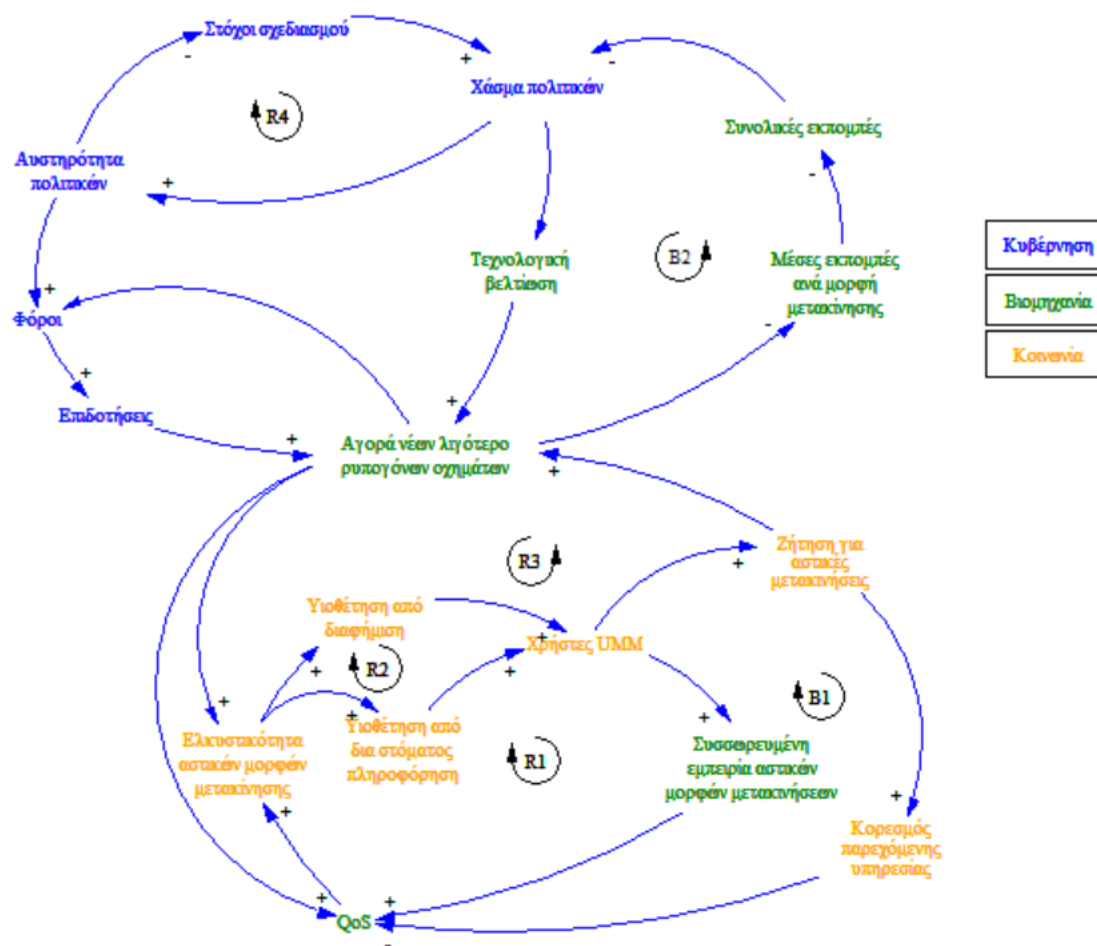 Στόχοι σχεδιασμού
-
+
Χάσμα πολιτικών
-
R4
Συνολικές εκπομπές
Αυστηρότητα
πολιτικών
+
-
Κυβέρνηση
Τεχνολογική
βελτίωση
B2
Μέσες εκπομπές
ανά μορφή
μετακίνησης
Βιομηχανία
+
Φόροι
-
Κοινωνία
+
+
Επιδοτήσεις
+
Αγορά νέων λιγότερο
ρυπογόνων οχημάτων
+
R3
Ζήτηση για
αστικές
μετακινήσεις
+
Υιοθέτηση από
διαφήμιση
+
Χρήστες UMM
+
R2
+
B1
+
+
Ελκυστικότητα
αστικών μορφών
μετακίνησης
+
Υιοθέτηση από
δια στόματος
πληροφόρηση
R1
+
Συσσωρευμένη
εμπειρία αστικών
μορφών μετακινήσεων
+
Κορεσμός
παρεχόμενης
υπηρεσίας
+
+
QoS
-